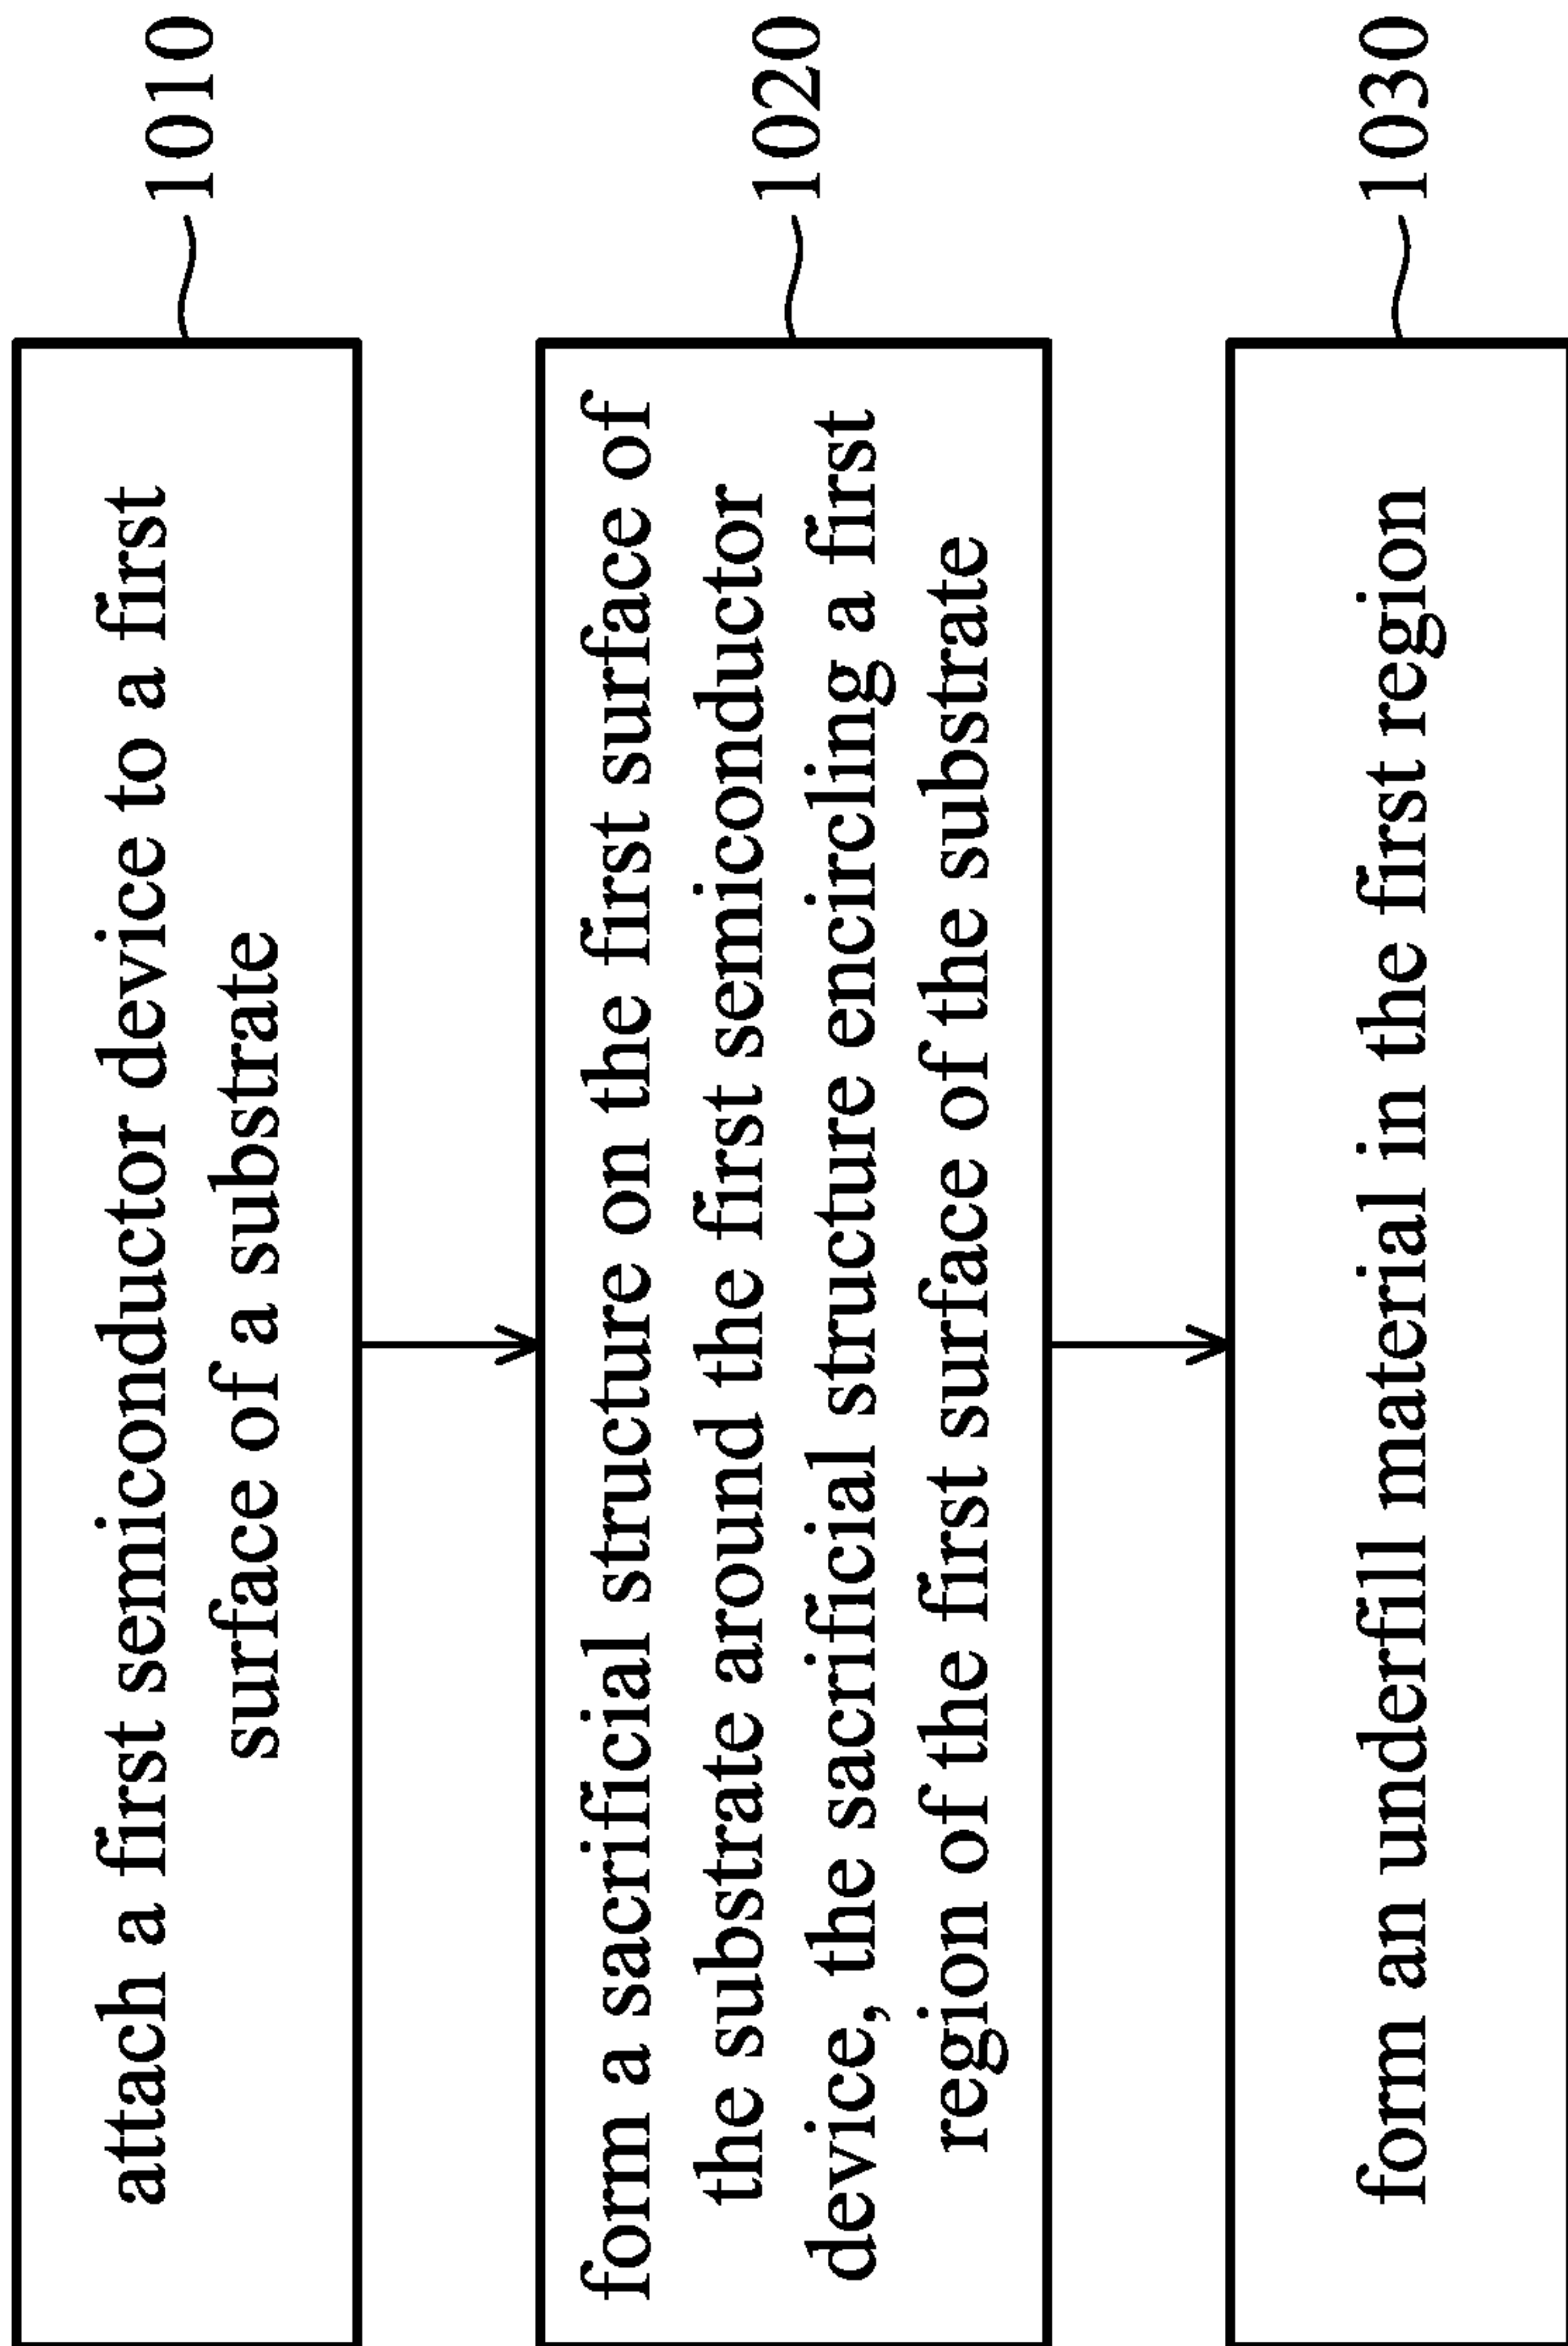 attach a first semiconductor device to a first
surface of a substrate
1010
form a sacrificial structure on the first surface of
the substrate around the first semiconductor
device, the sacrificial structure encircling a first
region of the first surface of the substrate
1020
form an underfill material in the first region
1030